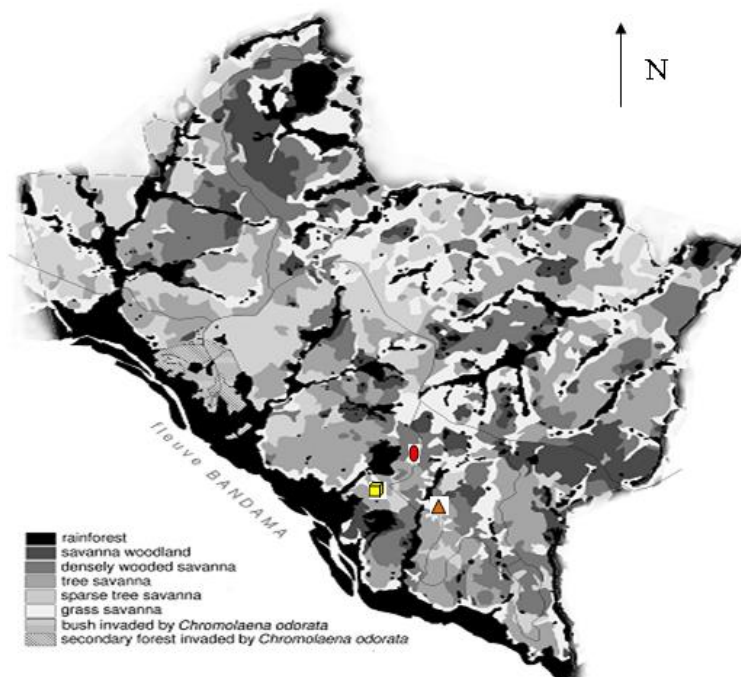 N
fleuve BANDAMA
rainforest
savanna woodland
densely wooded savanna
tree savanna
sparse tree savanna
grass savanna
bush invaded by Chromolaena odorata
secondary forest invaded by Chromolaena odorata